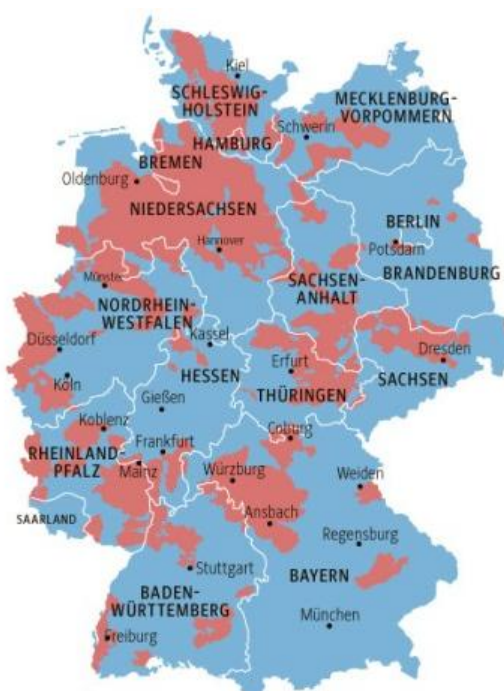 Kiel
SCHLESWIG-
HOLSTEIN
MECKLENBURG-
VORPOMMERN
Schwerin
HAMBURG
BREMEN
Oldenburg
NIEDERSACHSEN
BERLIN
Hannover
Potsdam
BRANDENBURG
Münster
SACHSEN-
ANHALT
NORDRHEIN-
WESTFALEN
Düsseldorf
Kassel
Dresden
Erfurt
HESSEN
Köln
SACHSEN
THÜRINGEN
Gießen
Koblenz
Coburg
RHEINLAND-
PFALZ
Frankfurt
Mainz
Würzburg
Weiden
SAARLAND
Ansbach
Regensburg
Stuttgart
BAYERN
BADEN-
WÜRTTEMBERG
München
Freiburg